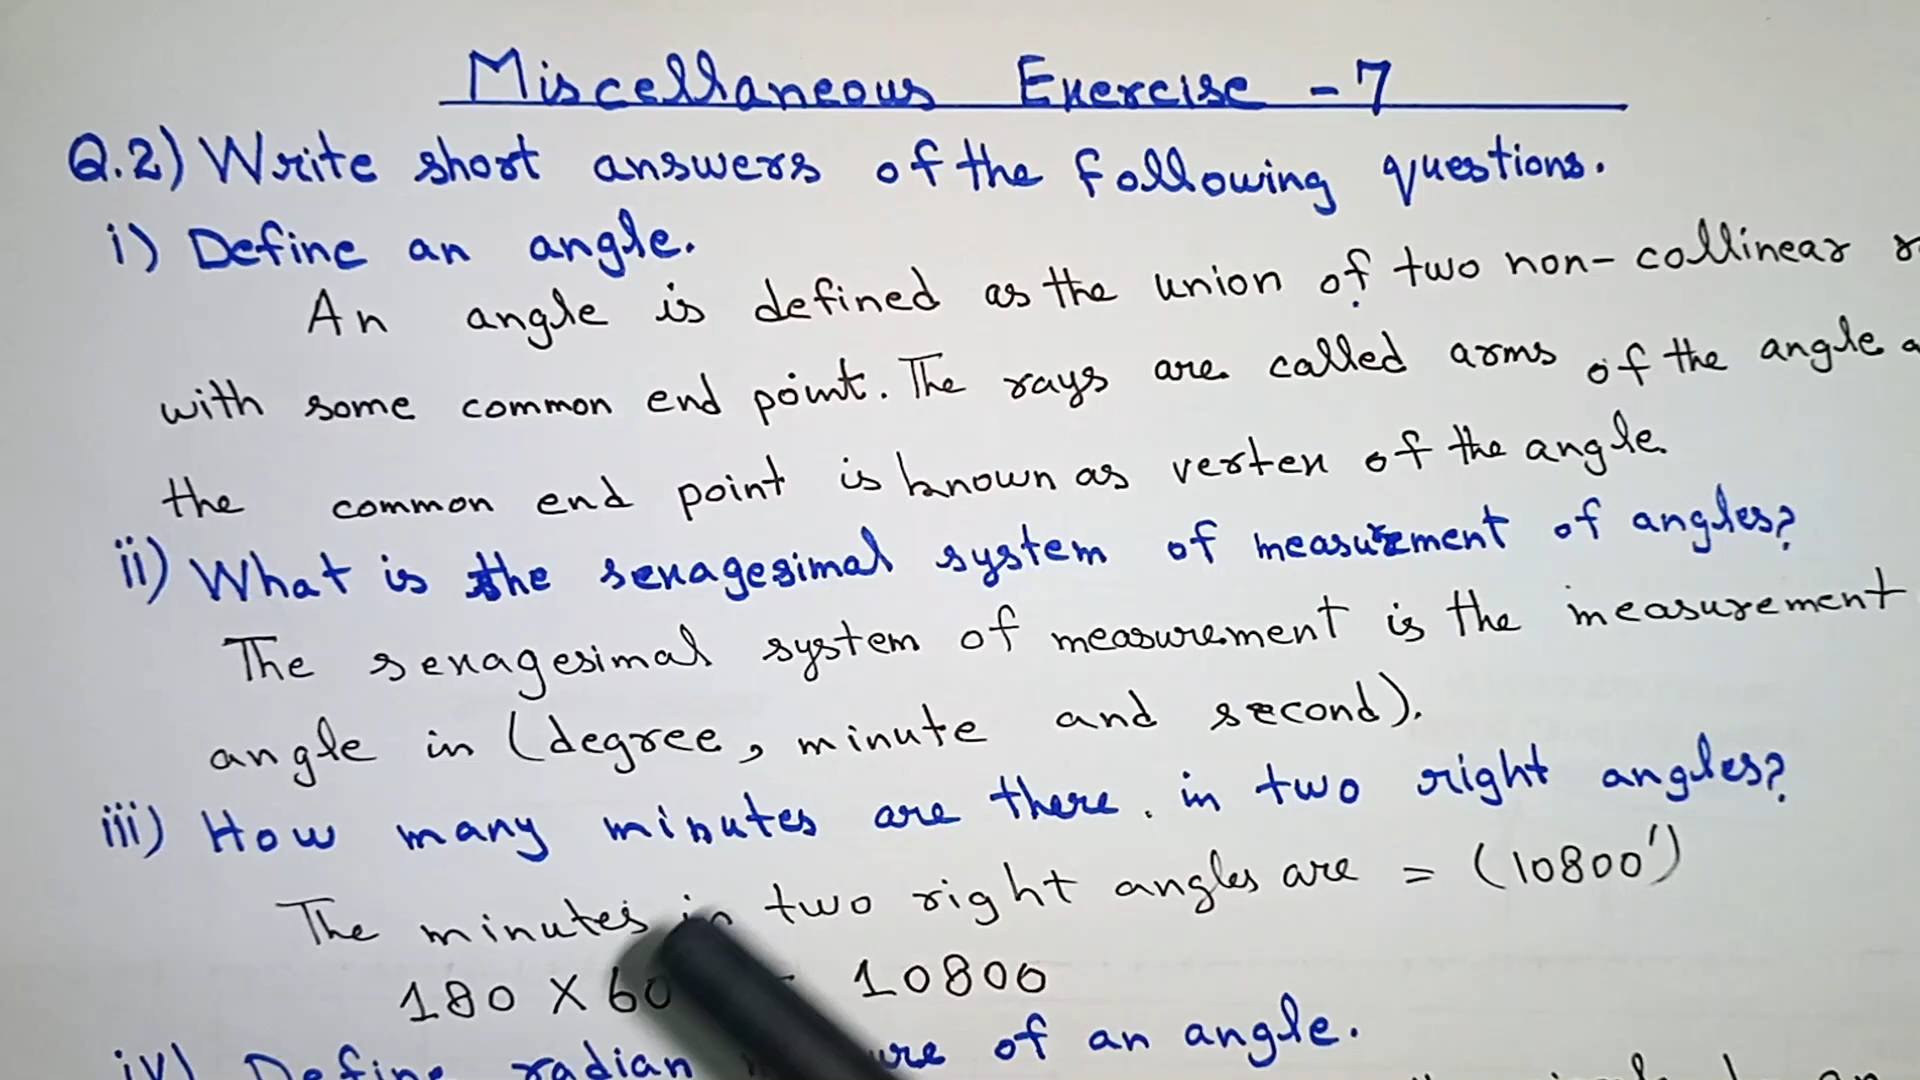 Miscellaneous Exercise - 7
Q.2) Write short answers of the following questions.
i) Define an angle.
An angle is defined as the union of two non-collinear
with some common end point. The rays are called arms of the angle
the common end point is known as vertex of the angle.
ii) What is the sexagesimal system of measurement of angles?
The sexagesimal system of measurement is the measurement
angle in (degree, minute and second).
iii) How many minutes are there. in two right angles?
The minutes in two right angles are = (10800')
180 X 60 = 10800
iv) Define radian of an angle.